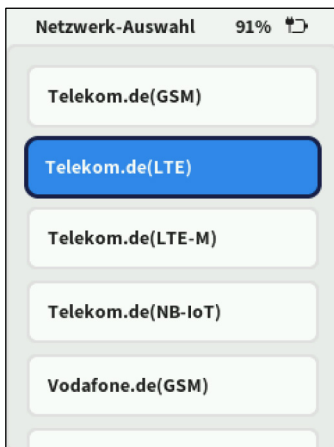 Netzwerk-Auswahl 91%
Telekom.de(GSM)
Telekom.de(LTE)
Telekom.de(LTE-M)
Telekom.de(NB-IoT)
Vodafone.de(GSM)